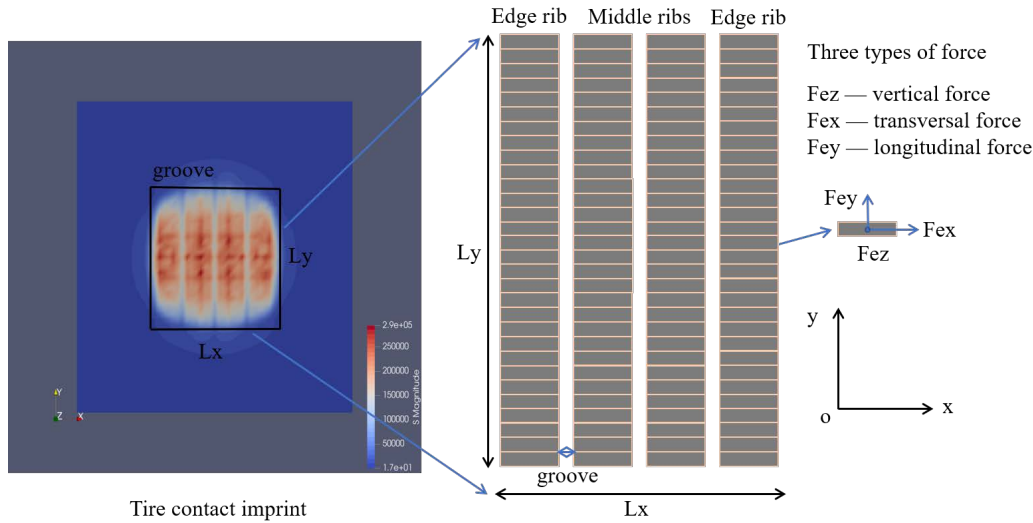 Edge rib Middle ribs Edge rib
Three types of force
Fez — vertical force
Fex — transversal force
Fey — longitudinal force
groove
Ly
Lx
2.9e+05
250000
200000
150000
100000
50000
1.7e+01
S Magnitude
Y
Z X
Tire contact imprint
Ly
groove
Lx
Fey
Fex
Fez
y
o x